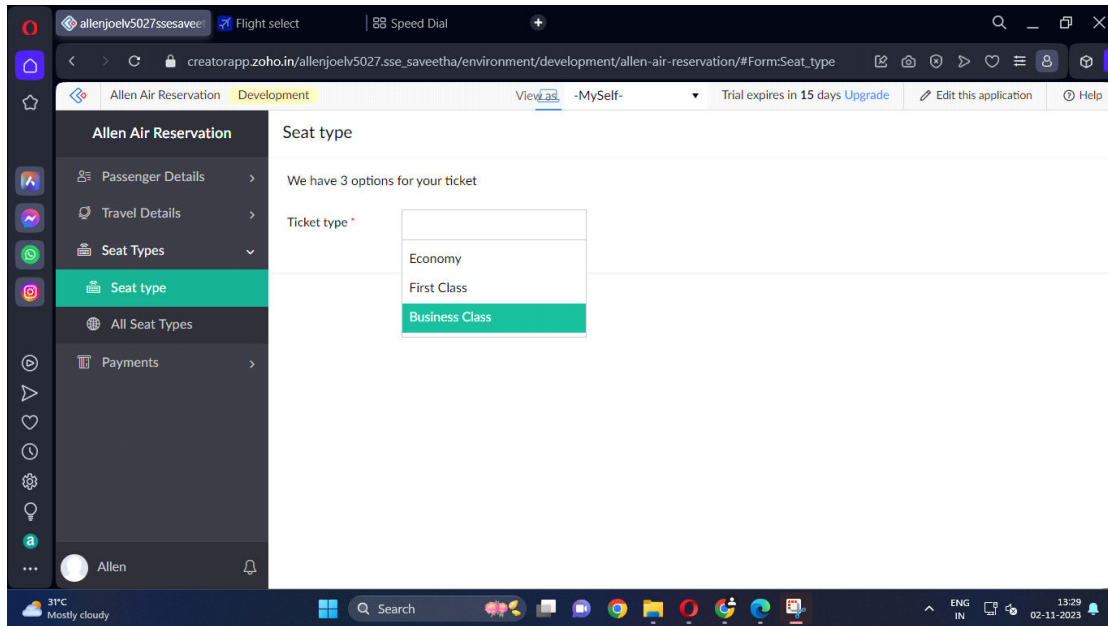 allenjoelv5027ssesaveet
Flight select
Speed Dial
creatorapp.zoho.in/allenjoelv5027.sse_saveetha/environment/development/allen-air-reservation/#Form:Seat_type
Allen Air Reservation Development View as -MySelf- Trial expires in 15 days Upgrade Edit this application Help
Allen Air Reservation
Seat type
Passenger Details
We have 3 options for your ticket
Travel Details
Ticket type *
Seat Types
Economy
Seat type
First Class
All Seat Types
Business Class
Payments
a
Allen
31°C
Mostly cloudy
Search
ENG
IN
13:29
02-11-2023